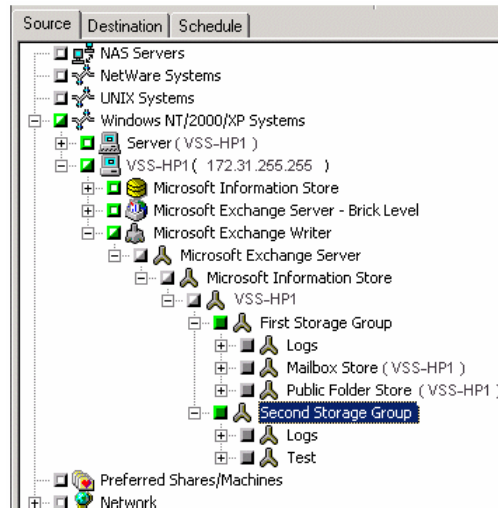 Source Destination Schedule
NAS Servers
NetWare Systems
UNIX Systems
Windows NT/2000/XP Systems
Server (VSS-HP1)
VSS-HP1( 172.31.255.255 )
Microsoft Information Store
Microsoft Exchange Server - Brick Level
Microsoft Exchange Writer
Microsoft Exchange Server
Microsoft Information Store
VSS-HP1
First Storage Group
Logs
Mailbox Store (VSS-HP1 )
Public Folder Store (VSS-HP1 )
Second Storage Group
Logs
Test
Preferred Shares/Machines
Network